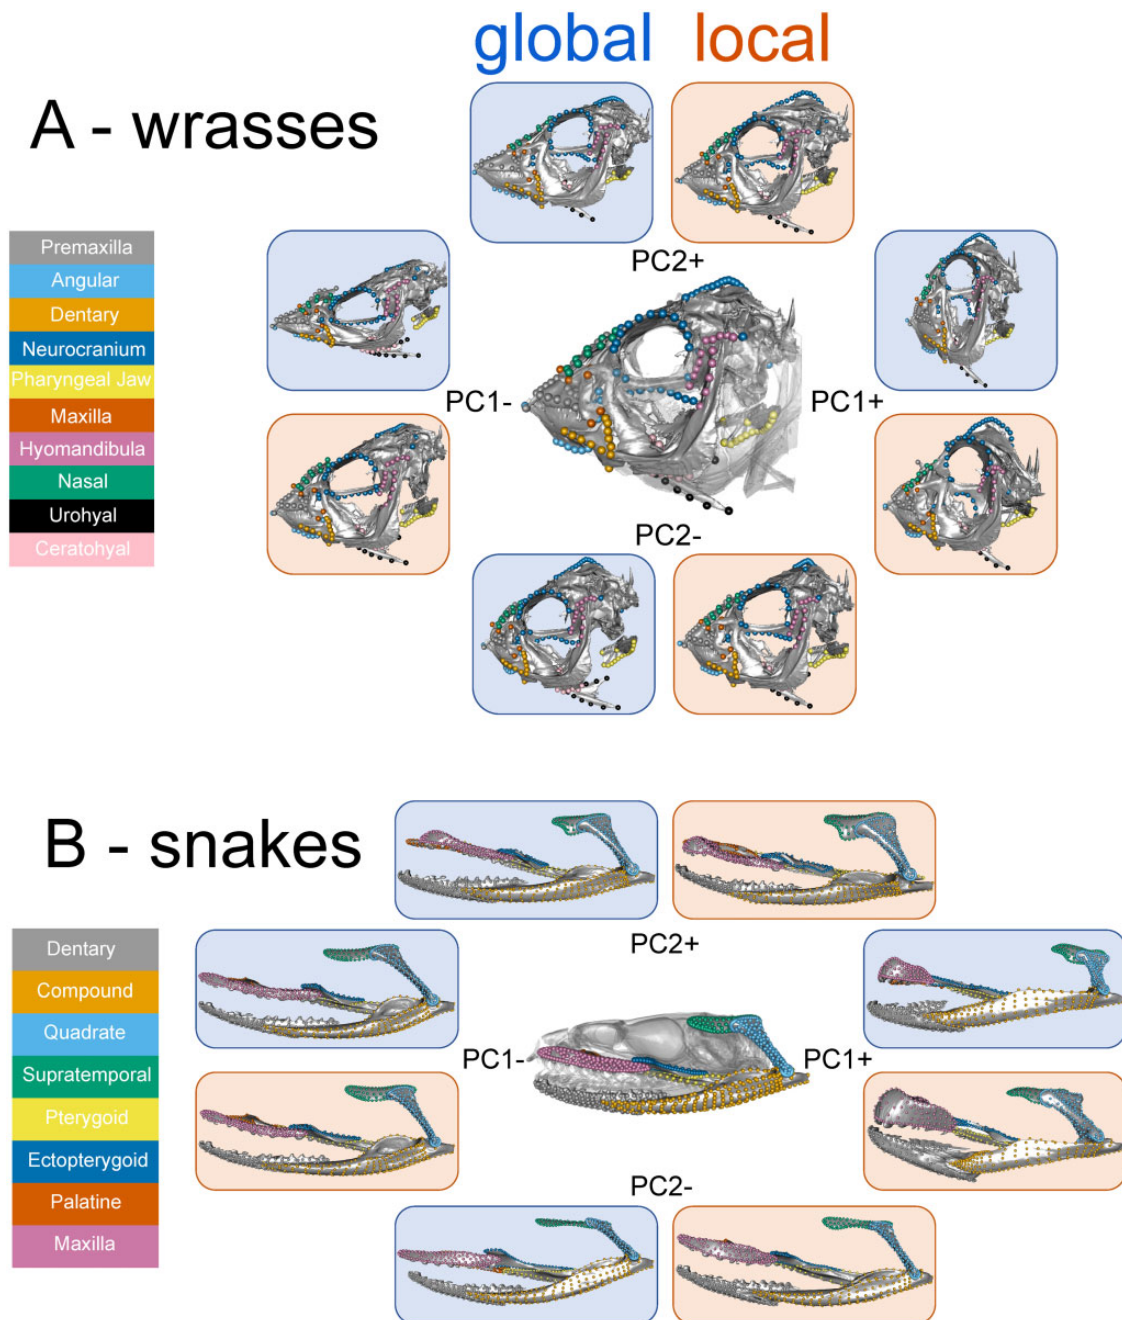 global local
A - wrasses
Premaxilla
Angular
Dentary
Neurocranium
Pharyngeal Jaw
Maxilla
Hyomandibula
Nasal
Urohyal
Ceratohyal
PC2+
PC1- PC1+
PC2-
B - snakes
Dentary
Compound
Quadrate
Supratemporal
Pterygoid
Ectopterygoid
Palatine
Maxilla
PC2+
PC1- PC1+
PC2-